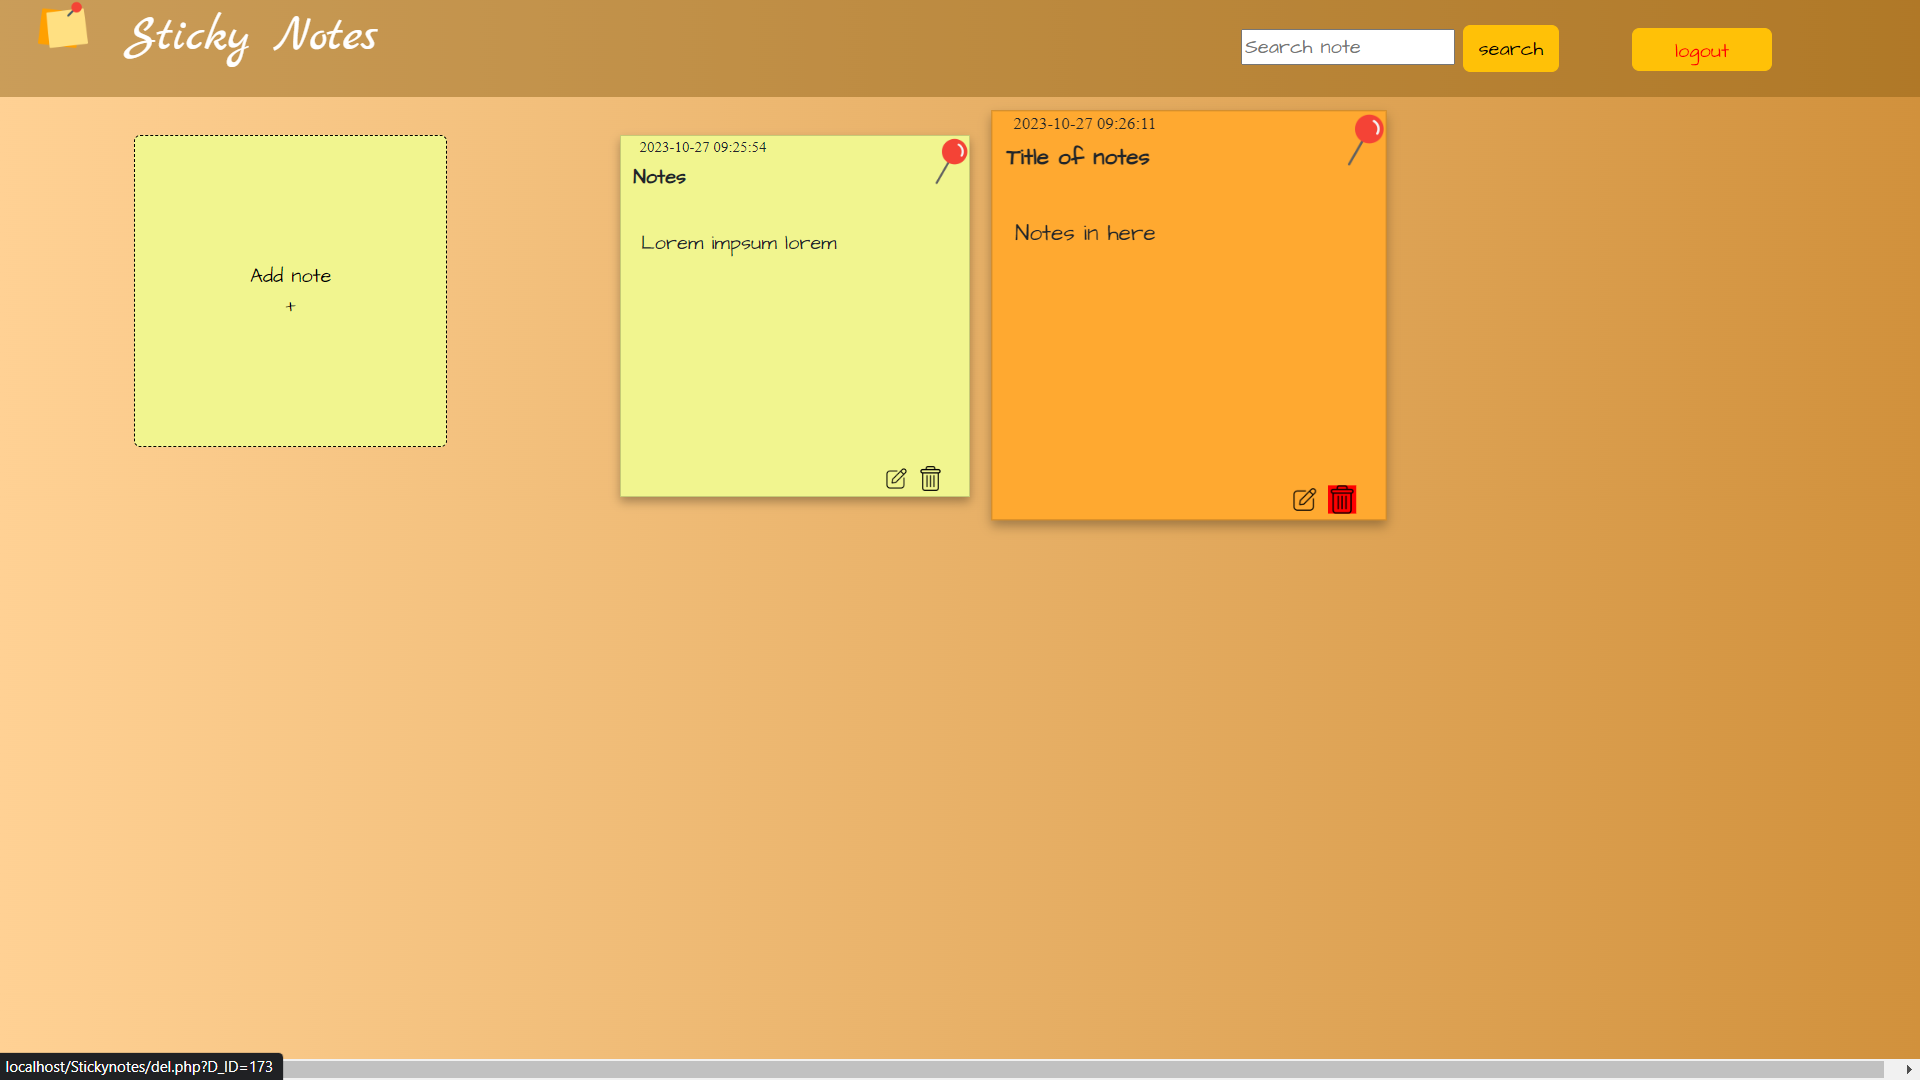 Sticky Notes
Search note
search
logout
Add note
+
2023-10-27 09:25:54
Notes
Lorem impsum lorem
2023-10-27 09:26:11
Title of notes
Notes in here
localhost/Stickynotes/del.php?D_ID=173